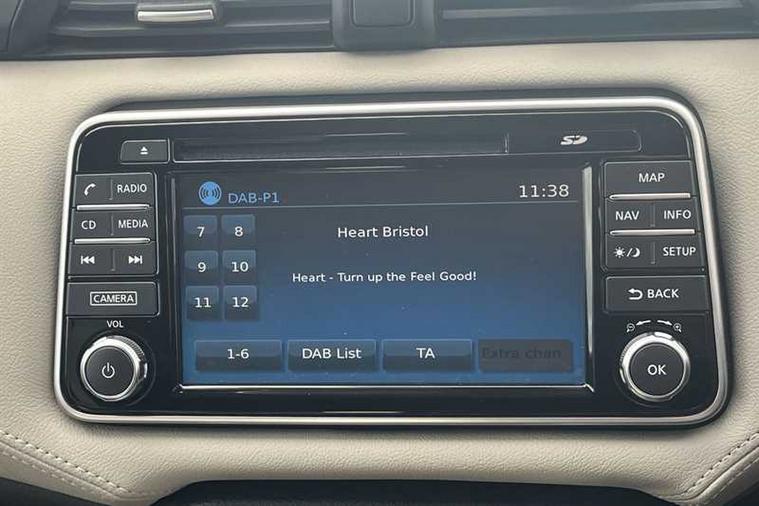 SD
RADIO
CD
MEDIA
CAMERA
VOL
DAB-P1
11:38
7
8
9
10
11
12
Heart Bristol
Heart - Turn up the Feel Good!
1-6
DAB List
TA
Extra chan
MAP
NAV
INFO
SETUP
BACK
OK